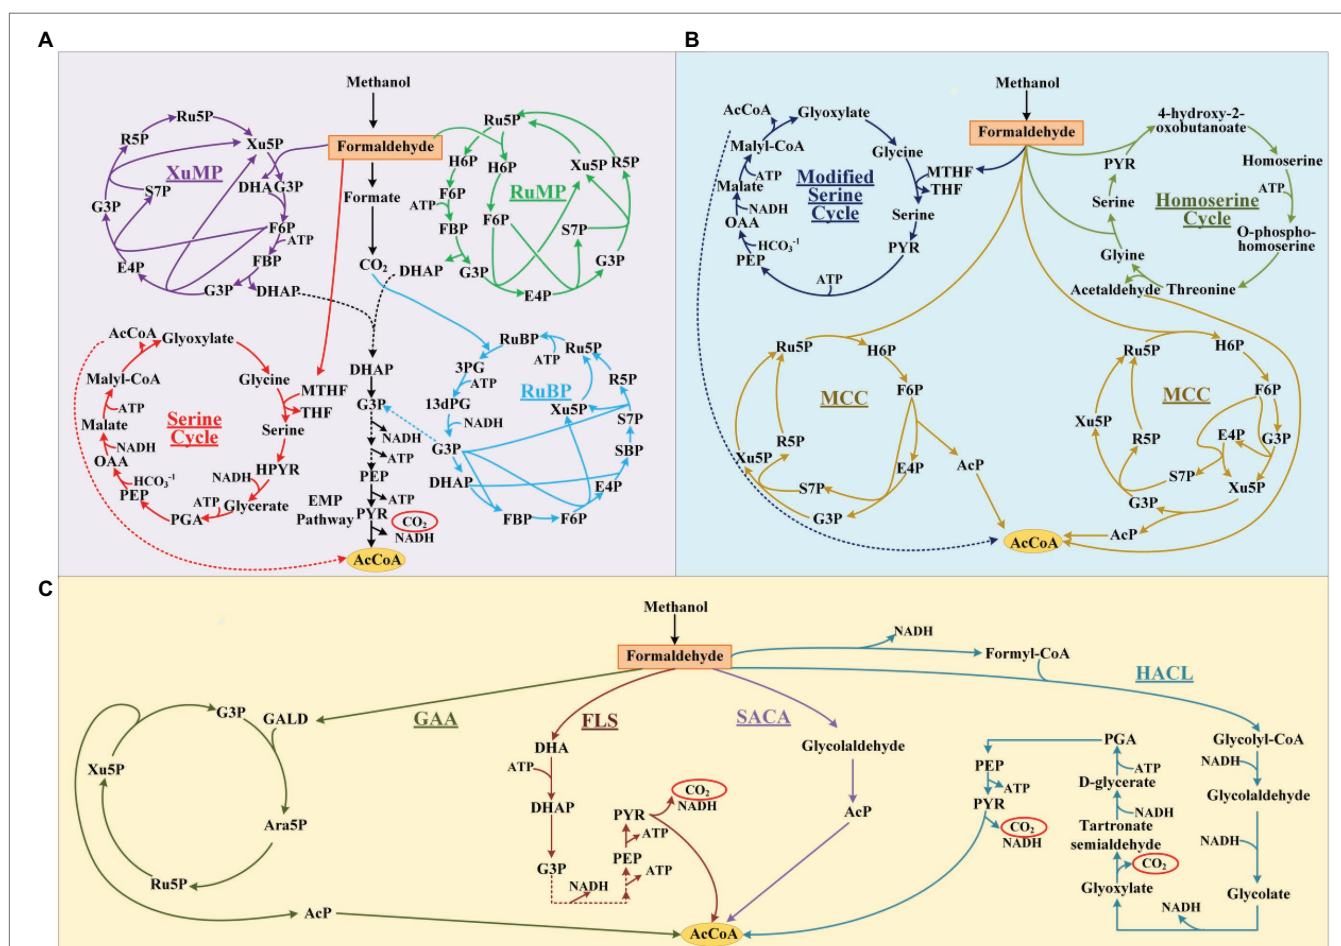 A
Methanol
Formaldehyde
Formate
CO₂
XuMP
Ru5P
R5P
Xu5P
DHA
G3P
S7P
G3P
F6P
ATP
FBP
E4P
G3P
DHAP
RuMP
Ru5P
H6P
H6P
Xu5P
R5P
F6P
ATP
F6P
FBP
S7P
DHAP
G3P
G3P
E4P
AcCoA
Glyoxylate
Malyl-CoA
Glycine
MTHF
ATP
THF
Malate
Serine
Cycle
Serine
NADH
OAA
HPYR
NADH
HCO₃⁻¹
PEP
ATP
Glycerate
PGA
DHAP
G3P
NADH
ATP
PEP
EMP
Pathway
ATP
PYR
CO₂
NADH
AcCoA
RuBP
RuBP
ATP
Ru5P
3PG
ATP
R5P
13dPG
Xu5P
NADH
S7P
G3P
SBP
DHAP
E4P
FBP
F6P
B
Methanol
Formaldehyde
AcCoA
Glyoxylate
Malyl-CoA
Glycine
ATP
MTHF
THF
Malate
Modified
Serine
Cycle
NADH
Serine
OAA
HCO₃⁻¹
PYR
PEP
ATP
4-hydroxy-2-
oxobutanoate
PYR
Homoserine
ATP
Serine
Homoserine
Cycle
O-phospho-
homoserine
Glyine
Acetaldehyde
Threonine
Ru5P
H6P
MCC
F6P
R5P
Xu5P
E4P
AcP
S7P
G3P
Ru5P
H6P
MCC
F6P
Xu5P
R5P
E4P
G3P
S7P
Xu5P
G3P
AcP
AcCoA
C
Methanol
Formaldehyde
NADH
Formyl-CoA
HACL
GAA
FLS
SACA
G3P
GALD
Xu5P
Ara5P
Ru5P
AcP
DHA
ATP
DHAP
G3P
NADH
ATP
PEP
ATP
PYR
CO₂
NADH
Glycolaldehyde
AcP
Glycolyl-CoA
NADH
Glycolaldehyde
NADH
Glycolate
NADH
Glyoxylate
CO₂
Tartronate
semialdehyde
NADH
D-glycerate
ATP
PGA
PEP
ATP
PYR
CO₂
NADH
AcCoA